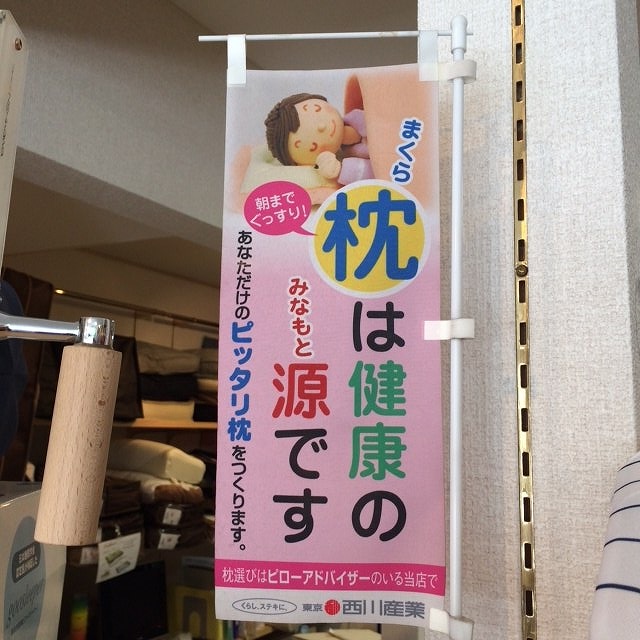 まくら
枕は健康の
みなもと
源です
朝まで
ぐっすり!
あなただけのピッタリ枕をつくります。
枕選びはピローアドバイザーのいる当店で
くらし、ステキに。
東京 西川産業